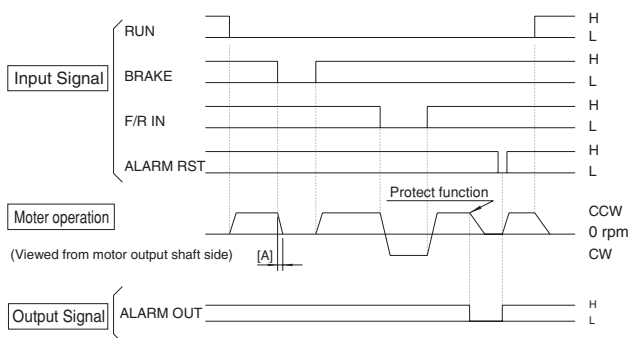 RUN
H
L
Input Signal
BRAKE
H
L
F/R IN
H
L
ALARM RST
H
L
Protect function
Moter operation
CCW
0 rpm
CW
(Viewed from motor output shaft side)
[A]
Output Signal
ALARM OUT
H
L